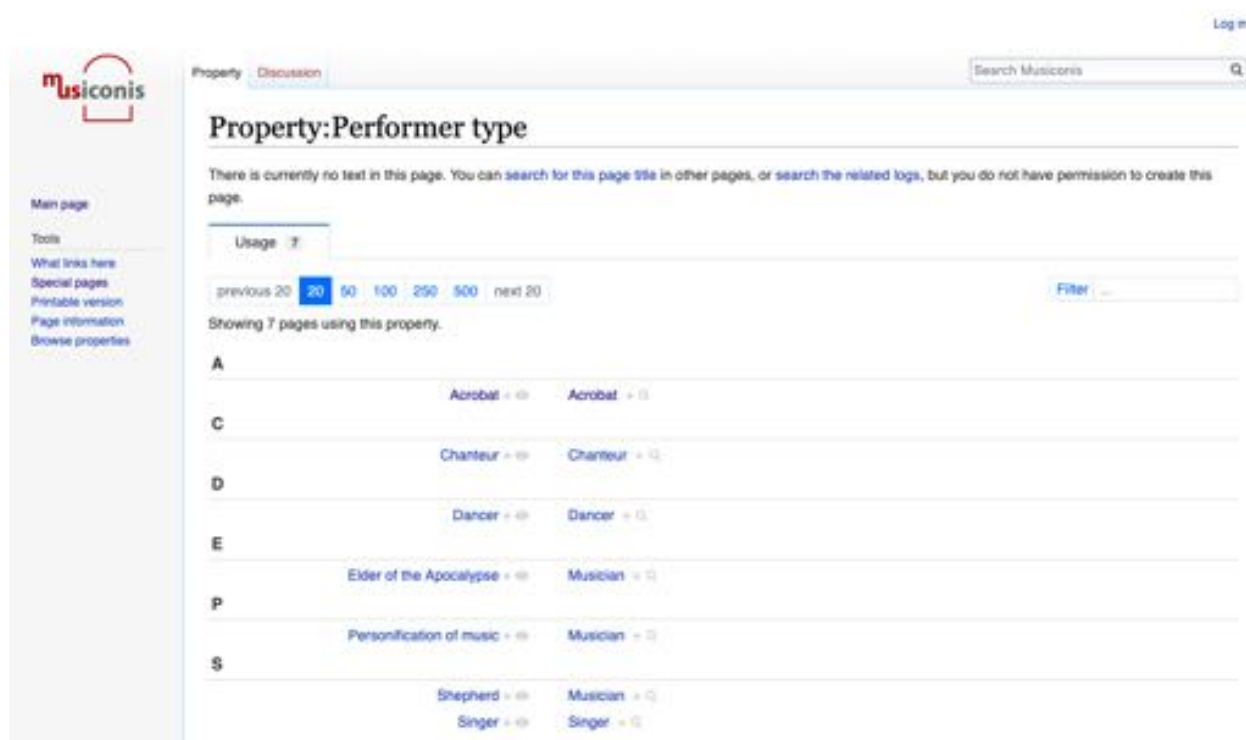 Log in
musiconis
Property Discussion
Search Musiconis
Property:Performer type
There is currently no text in this page. You can search for this page title in other pages, or search the related logs, but you do not have permission to create this
page.
Main page
Tools
What links here
Special pages
Printable version
Page information
Browse properties
Usage 7
previous 20 20 50 100 250 500 next 20
Filter ...
Showing 7 pages using this property.
A
Acrobat + Acrobat +
C
Chanteur + Chanteur +
D
Dancer + Dancer +
E
Elder of the Apocalypse + Musician +
P
Personification of music + Musician +
S
Shepherd + Musician +
Singer + Singer +